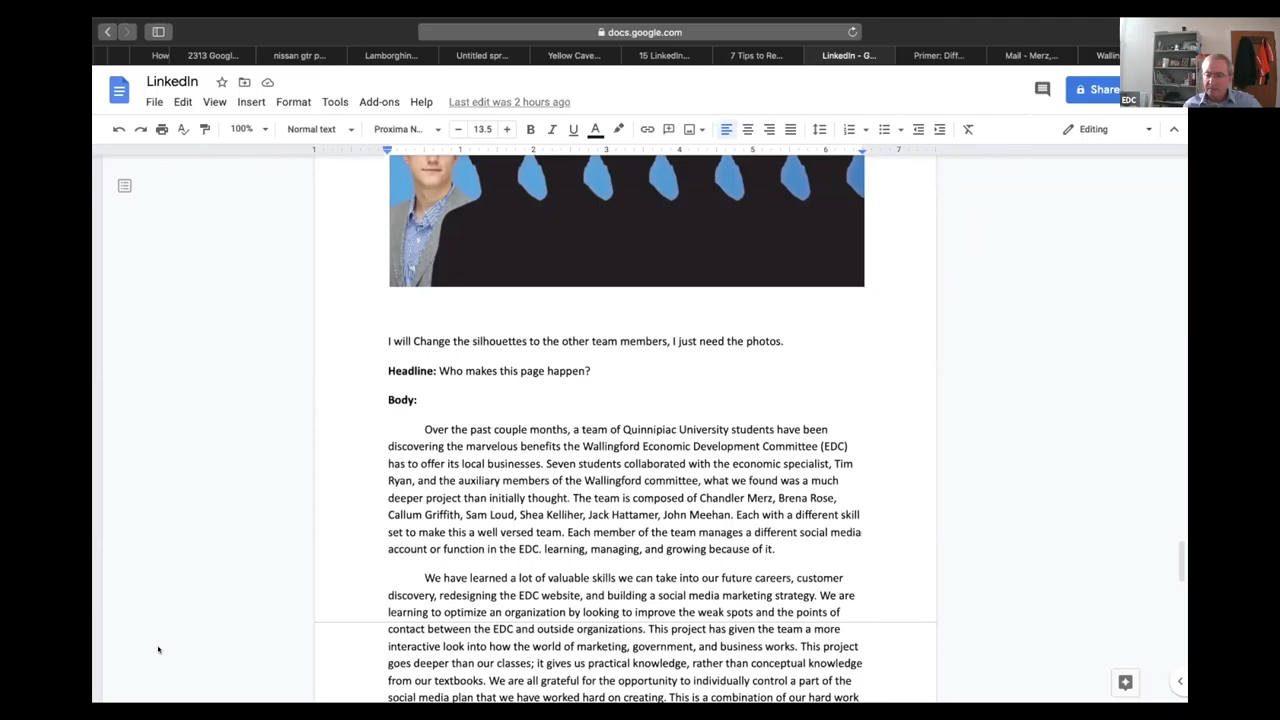 docs.google.com
How
2313 Googl...
nissan gtr p...
Lamborghin...
Untitled spr...
Yellow Cave...
15 LinkedIn...
7 Tips to Re...
LinkedIn - G...
Primer: Diff...
Mail - Merz,...
Wallin
LinkedIn
File Edit View Insert Format Tools Add-ons Help Last edit was 2 hours ago
Share
EDC
100% Normal text Proxima N... – 13.5 + B I U A Editing
1 1 2 3 4 5 6 7
I will Change the silhouettes to the other team members, I just need the photos.
Headline: Who makes this page happen?
Body:
Over the past couple months, a team of Quinnipiac University students have been
discovering the marvelous benefits the Wallingford Economic Development Committee (EDC)
has to offer its local businesses. Seven students collaborated with the economic specialist, Tim
Ryan, and the auxiliary members of the Wallingford committee, what we found was a much
deeper project than initially thought. The team is composed of Chandler Merz, Brena Rose,
Callum Griffith, Sam Loud, Shea Kelliher, Jack Hattamer, John Meehan. Each with a different skill
set to make this a well versed team. Each member of the team manages a different social media
account or function in the EDC. learning, managing, and growing because of it.
We have learned a lot of valuable skills we can take into our future careers, customer
discovery, redesigning the EDC website, and building a social media marketing strategy. We are
learning to optimize an organization by looking to improve the weak spots and the points of
contact between the EDC and outside organizations. This project has given the team a more
interactive look into how the world of marketing, government, and business works. This project
goes deeper than our classes; it gives us practical knowledge, rather than conceptual knowledge
from our textbooks. We are all grateful for the opportunity to individually control a part of the
social media plan that we have worked hard on creating. This is a combination of our hard work